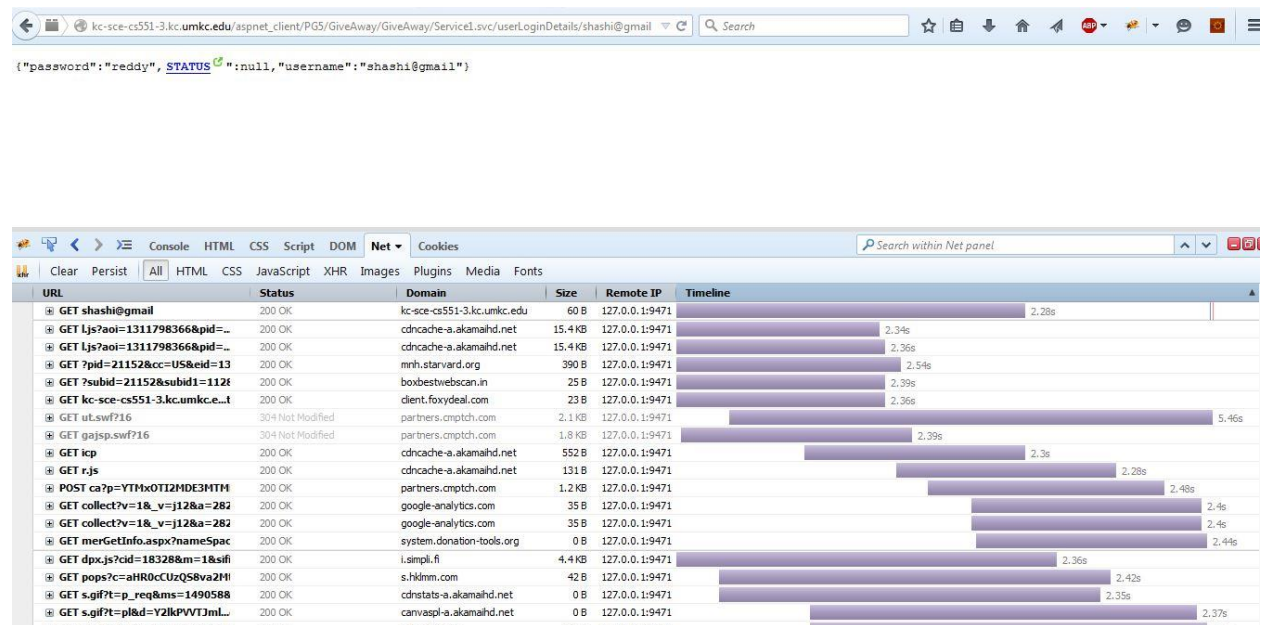 kc-sce-cs551-3.kc.umkc.edu/aspnet_client/PG5/GiveAway/GiveAway/Service1.svc/userLoginDetails/shashi@gmail Search
{"password":"reddy", STATUS":null,"username":"shashi@gmail"}
Console HTML CSS Script DOM Net Cookies Search within Net panel
Clear Persist All HTML CSS JavaScript XHR Images Plugins Media Fonts
URL Status Domain Size Remote IP Timeline
GET shashi@gmail 200 OK kc-sce-cs551-3.kc.umkc.edu 60 B 127.0.0.1:9471 2.28s
GET l.js?aoi=1311798366&pid=... 200 OK cdncache-a.akamaihd.net 15.4 KB 127.0.0.1:9471 2.34s
GET l.js?aoi=1311798366&pid=... 200 OK cdncache-a.akamaihd.net 15.4 KB 127.0.0.1:9471 2.36s
GET ?pid=21152&cc=US&eid=13 200 OK mnh.starvard.org 390 B 127.0.0.1:9471 2.54s
GET ?subid=21152&subid1=1128 200 OK boxbestwebscan.in 25 B 127.0.0.1:9471 2.39s
GET kc-sce-cs551-3.kc.umkc.e...t 200 OK client.foxydeal.com 23 B 127.0.0.1:9471 2.36s
GET ut.swf?16 304 Not Modified partners.cmptch.com 2.1 KB 127.0.0.1:9471 5.46s
GET gajsp.swf?16 304 Not Modified partners.cmptch.com 1.8 KB 127.0.0.1:9471 2.39s
GET icp 200 OK cdncache-a.akamaihd.net 552 B 127.0.0.1:9471 2.3s
GET r.js 200 OK cdncache-a.akamaihd.net 131 B 127.0.0.1:9471 2.28s
POST ca?p=YTMxOTI2MDE3MTM 200 OK partners.cmptch.com 1.2 KB 127.0.0.1:9471 2.48s
GET collect?v=1&_v=j12&a=282 200 OK google-analytics.com 35 B 127.0.0.1:9471 2.4s
GET collect?v=1&_v=j12&a=282 200 OK google-analytics.com 35 B 127.0.0.1:9471 2.4s
GET merGetInfo.aspx?nameSpac 200 OK system.donation-tools.org 0 B 127.0.0.1:9471 2.44s
GET dpx.js?cid=18328&m=1&sifi 200 OK i.simpli.fi 4.4 KB 127.0.0.1:9471 2.36s
GET pops?c=aHR0cCUzQS8va2M 200 OK s.hklmm.com 42 B 127.0.0.1:9471 2.42s
GET s.gif?t=p_req&ms=1490588 200 OK cdnstats-a.akamaihd.net 0 B 127.0.0.1:9471 2.35s
GET s.gif?t=pl&d=Y2lkPVVTJml... 200 OK canvaspl-a.akamaihd.net 0 B 127.0.0.1:9471 2.37s